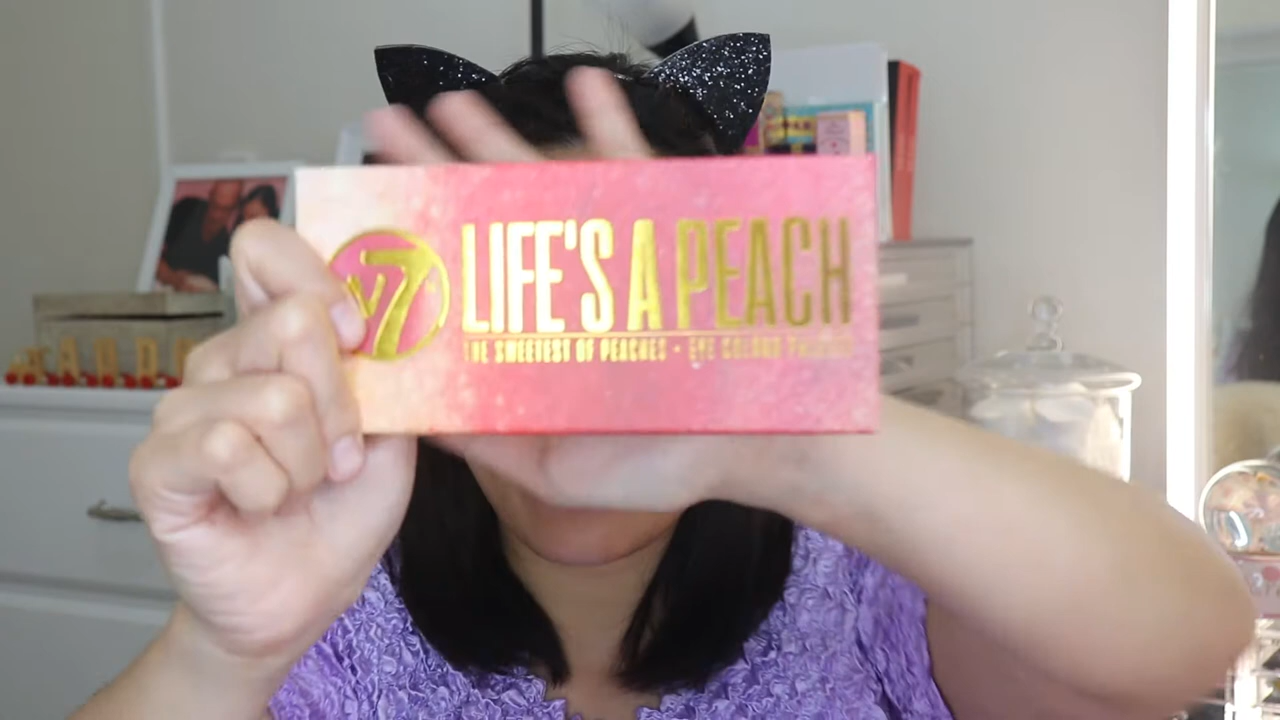 W7
LIFE'S A PEACH
THE SWEETEST OF PEACHES - EYE COLOUR PALETTE